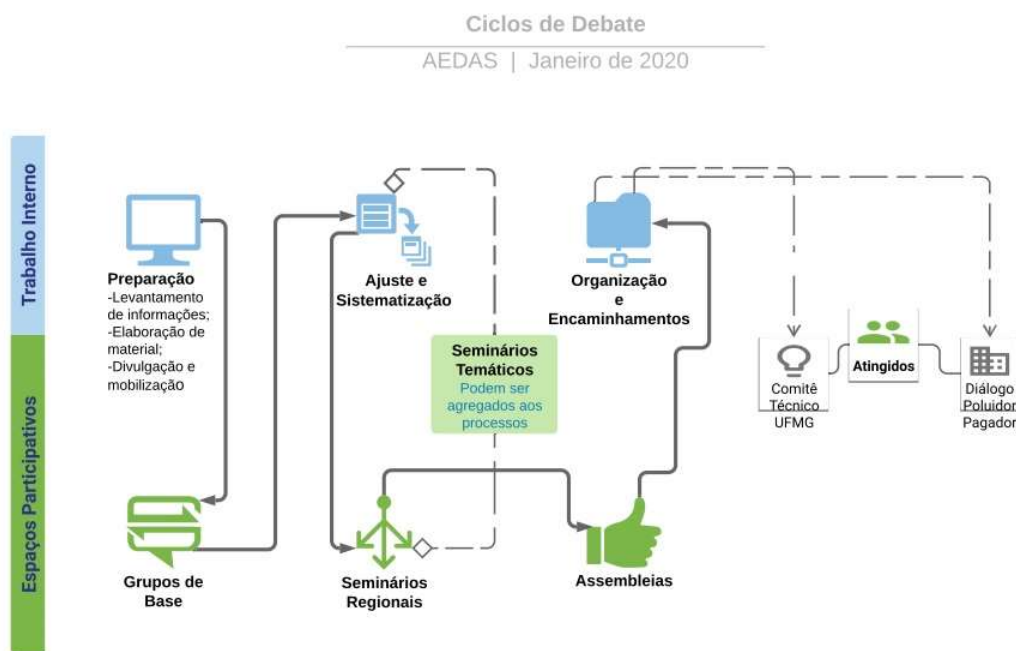 Ciclos de Debate
AEDAS | Janeiro de 2020
Trabalho Interno
Preparação
-Levantamento
de informações;
-Elaboração de
material;
-Divulgação e
mobilização
Ajuste e
Sistematização
Organização
e
Encaminhamentos
Seminários
Temáticos
Podem ser
agregados aos
processos
Comitê
Técnico
UFMG
Atingidos
Diálogo
Poluidor
Pagador
Espaços Participativos
Grupos de
Base
Seminários
Regionais
Assembleias